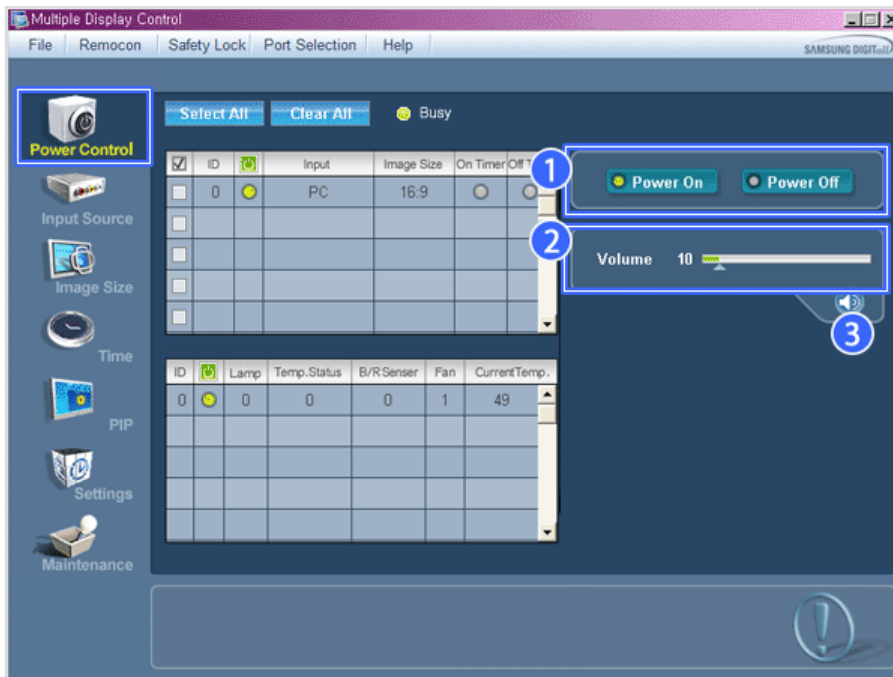 Multiple Display Control
File Remocon Safety Lock Port Selection Help
SAMSUNG DIGITall
Power Control
Input Source
Image Size
Time
PIP
Settings
Maintenance
Select All Clear All Busy
ID Input Image Size On Timer Off T
0 PC 16:9
ID Lamp Temp.Status B/RSenser Fan CurrentTemp.
0 0 0 0 1 49
1
Power On Power Off
2
Volume 10
3